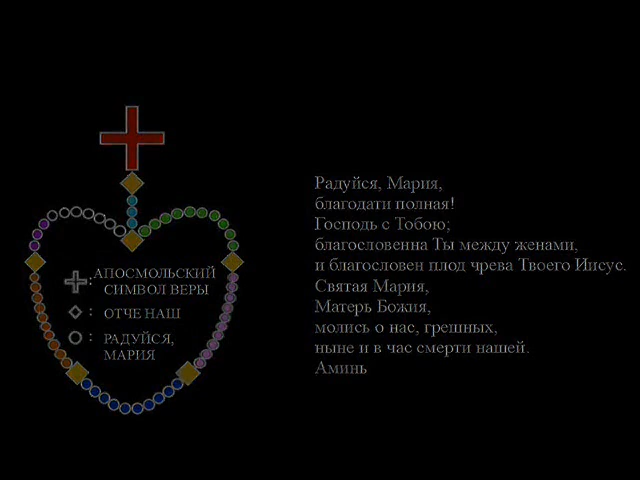 : АПОСМОЛЬСКИЙ
СИМВОЛ ВЕРЫ
: ОТЧЕ НАШ
: РАДУЙСЯ,
МАРИЯ
Радуйся, Мария,
благодати полная!
Господь с Тобою;
благословенна Ты между женами,
и благословен плод чрева Твоего Иисус.
Святая Мария,
Матерь Божия,
молись о нас, грешных,
ныне и в час смерти нашей.
Аминь